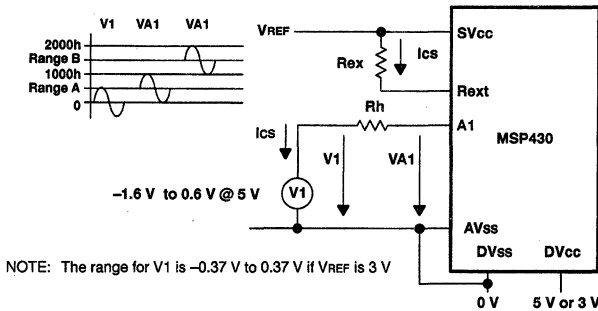 V1 VA1 VA1
2000h
Range B
1000h
Range A
0
VREF
SVcc
Ics
Rex
Rext
Rh
A1
MSP430
Ics
V1
VA1
–1.6 V to 0.6 V @ 5 V
V1
AVss
DVss DVcc
NOTE: The range for V1 is –0.37 V to 0.37 V if VREF is 3 V
0 V 5 V or 3 V